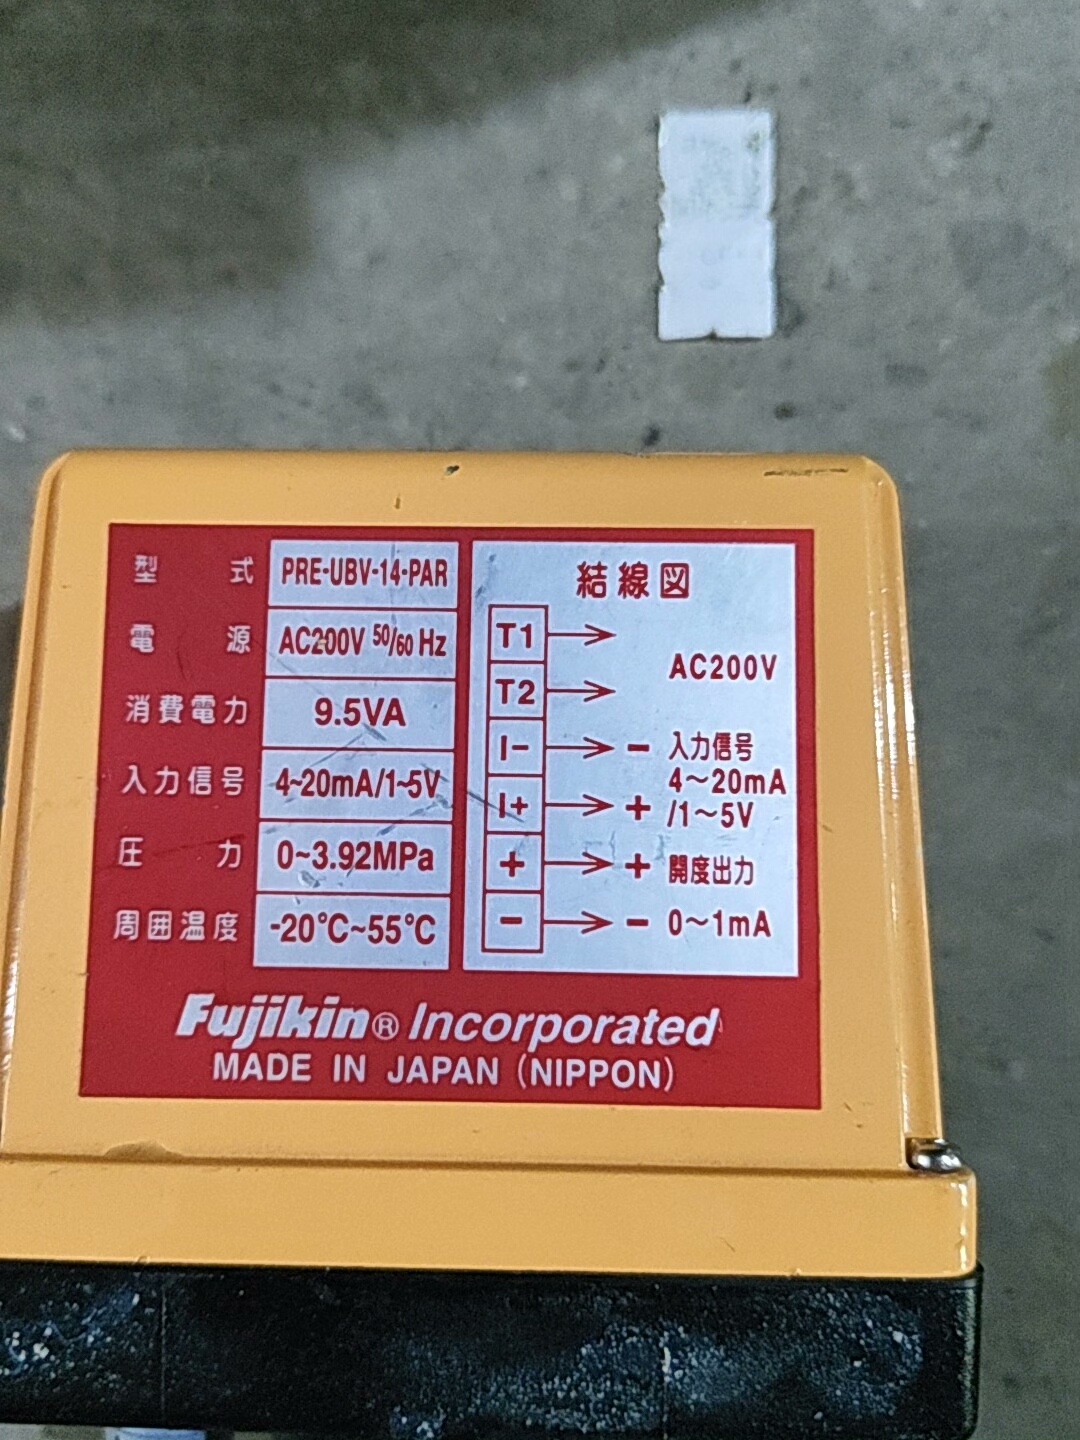 型 式 PRE-UBV-14-PAR
電 源 AC200V 50/60 Hz
消費電力 9.5VA
入力信号 4~20mA/1~5V
圧 力 0~3.92MPa
周囲温度 -20°C~55°C
結線図
T1
T2
AC200V
I- - 入力信号
4～20mA
I+ + /1～5V
+ + 開度出力
- - 0～1mA
Fujikin® Incorporated
MADE IN JAPAN (NIPPON)